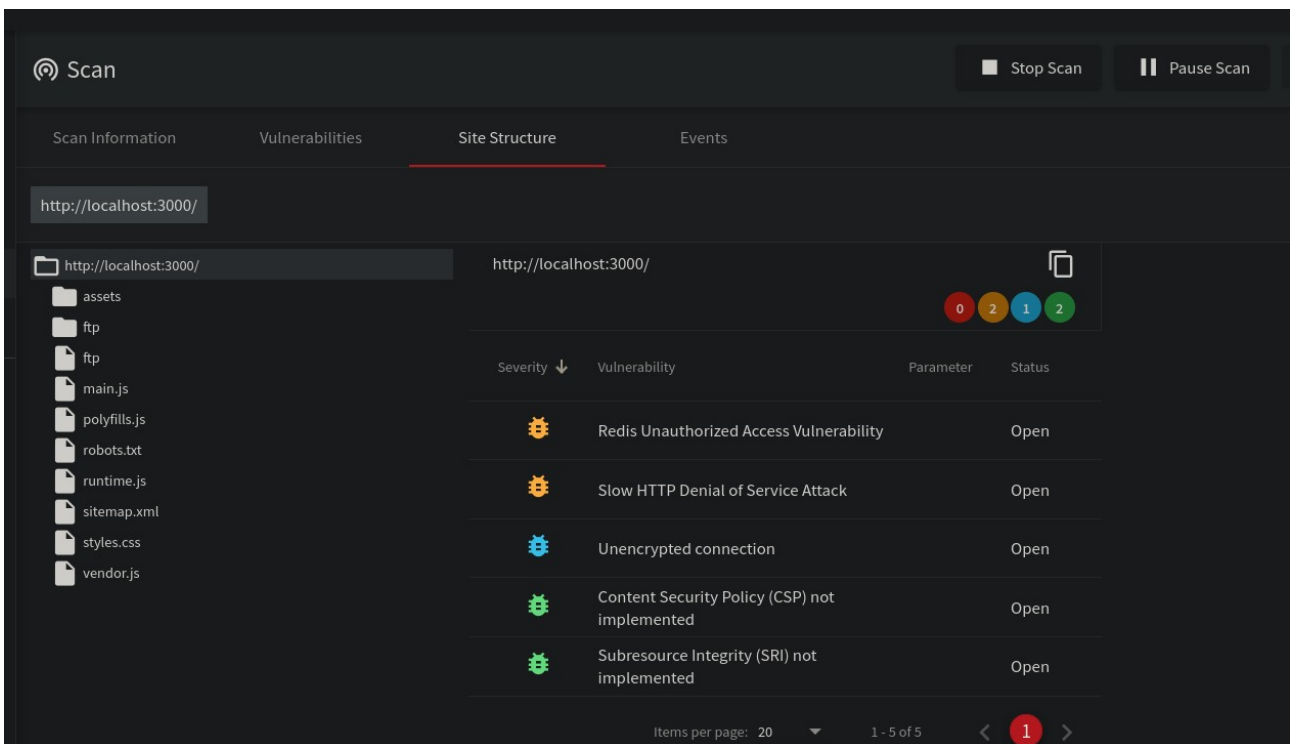 Scan
Stop Scan
Pause Scan
Scan Information
Vulnerabilities
Site Structure
Events
http://localhost:3000/
http://localhost:3000/
assets
ftp
ftp
main.js
polyfills.js
robots.txt
runtime.js
sitemap.xml
styles.css
vendor.js
http://localhost:3000/
0 2 1 2
Severity Vulnerability Parameter Status
Redis Unauthorized Access Vulnerability Open
Slow HTTP Denial of Service Attack Open
Unencrypted connection Open
Content Security Policy (CSP) not
implemented
Open
Subresource Integrity (SRI) not
implemented
Open
Items per page: 20 1 - 5 of 5 1